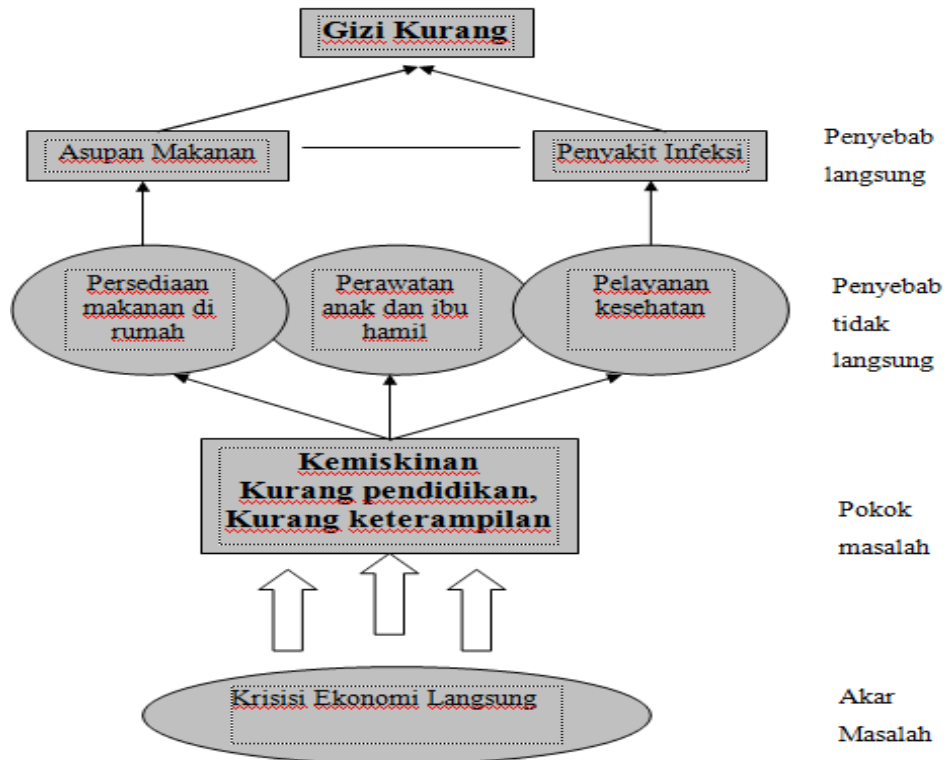 Gizi Kurang
Asupan Makanan
Penyakit Infeksi
Penyebab
langsung
Persediaan
makanan di
rumah
Perawatan
anak dan ibu
hamil
Pelayanan
kesehatan
Penyebab
tidak
langsung
Kemiskinan
Kurang pendidikan,
Kurang keterampilan
Pokok
masalah
Krisisi Ekonomi Langsung
Akar
Masalah